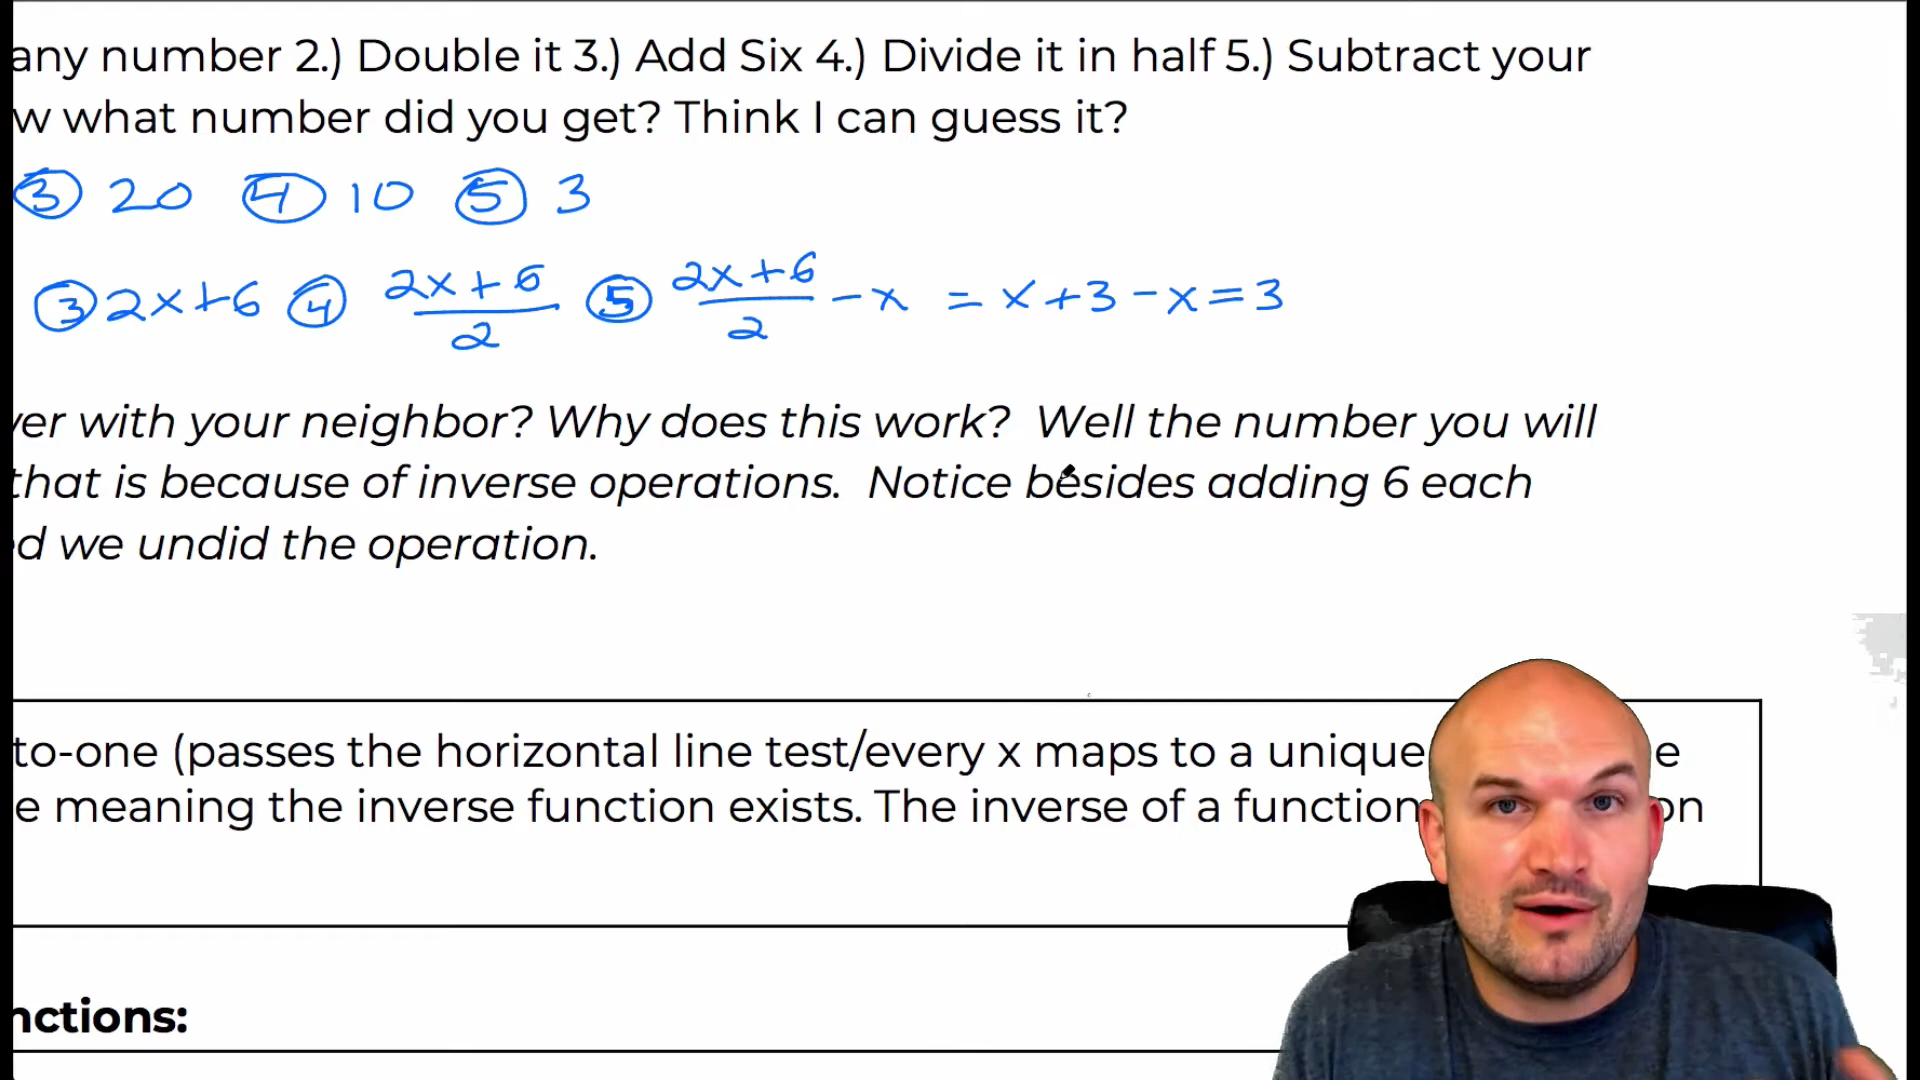 any number 2.) Double it 3.) Add Six 4.) Divide it in half 5.) Subtract your
what number did you get? Think I can guess it?
③ 20 ④ 10 ⑤ 3
③ 2x+6 ④ (2x+6)/2 ⑤ (2x+6)/2 - x = x+3-x=3
with your neighbor? Why does this work? Well the number you will
that is because of inverse operations. Notice besides adding 6 each
we undid the operation.
to-one (passes the horizontal line test/every x maps to a unique
meaning the inverse function exists. The inverse of a function
nctions: